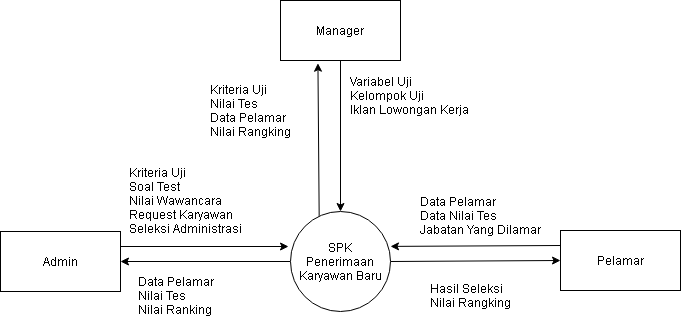 Manager
Kriteria Uji
Nilai Tes
Data Pelamar
Nilai Rangking
Variabel Uji
Kelompok Uji
Iklan Lowongan Kerja
Kriteria Uji
Soal Test
Nilai Wawancara
Request Karyawan
Seleksi Administrasi
Data Pelamar
Data Nilai Tes
Jabatan Yang Dilamar
Admin
SPK
Penerimaan
Karyawan Baru
Pelamar
Data Pelamar
Nilai Tes
Nilai Ranking
Hasil Seleksi
Nilai Rangking